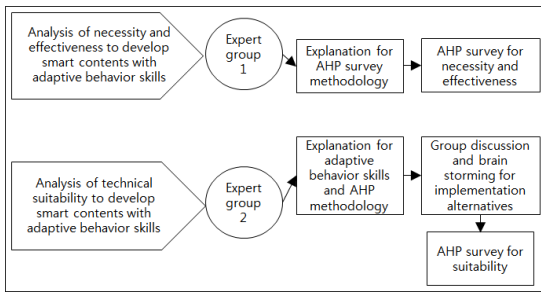 Analysis of necessity and
effectiveness to develop
smart contents with
adaptive behavior skills
Expert
group
1
Explanation for
AHP survey
methodology
AHP survey for
necessity and
effectiveness
Analysis of technical
suitability to develop
smart contents with
adaptive behavior skills
Expert
group
2
Explanation for
adaptive
behavior skills
and AHP
methodology
Group discussion
and brain
storming for
implementation
alternatives
AHP survey for
suitability